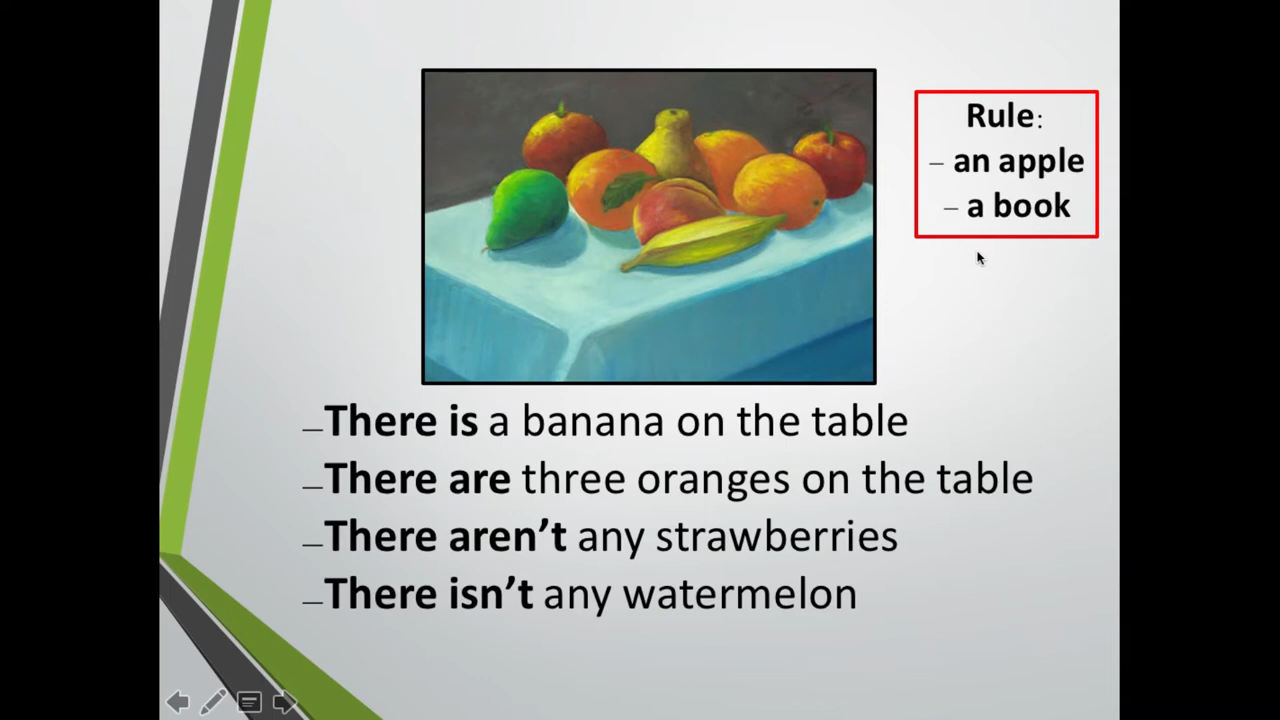 Rule:
– an apple
– a book
–There is a banana on the table
–There are three oranges on the table
–There aren’t any strawberries
–There isn’t any watermelon